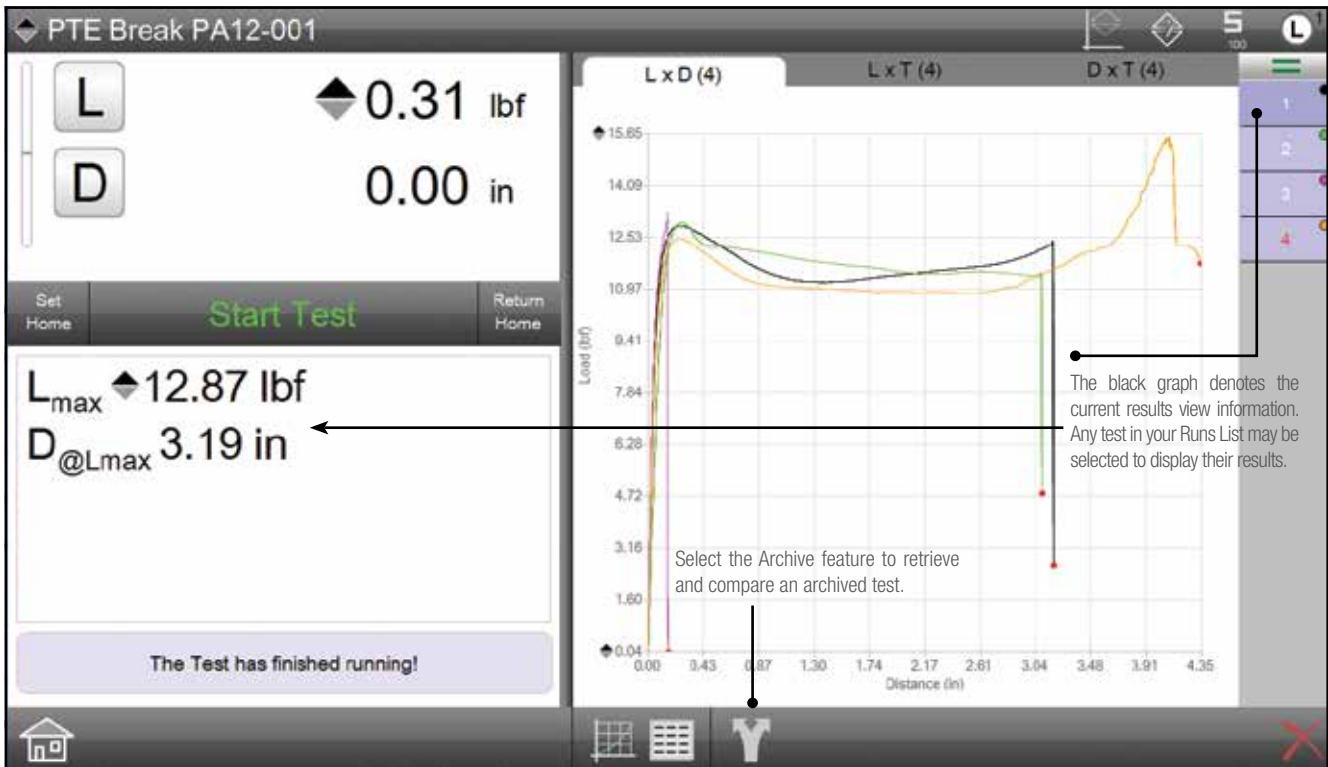 PTE Break PA12-001
5
100
L
1
L
0.31 lbf
D
0.00 in
Set
Home
Start Test
Return
Home
Lmax 12.87 lbf
D@Lmax 3.19 in
The Test has finished running!
L x D (4)
L x T (4)
D x T (4)
1
2
3
4
15.65
14.09
12.53
10.97
9.41
7.84
6.28
4.72
3.16
1.60
0.04
Load (lbf)
0.00 0.43 0.87 1.30 1.74 2.17 2.61 3.04 3.48 3.91 4.35
Distance (in)
The black graph denotes the
current results view information.
Any test in your Runs List may be
selected to display their results.
Select the Archive feature to retrieve
and compare an archived test.